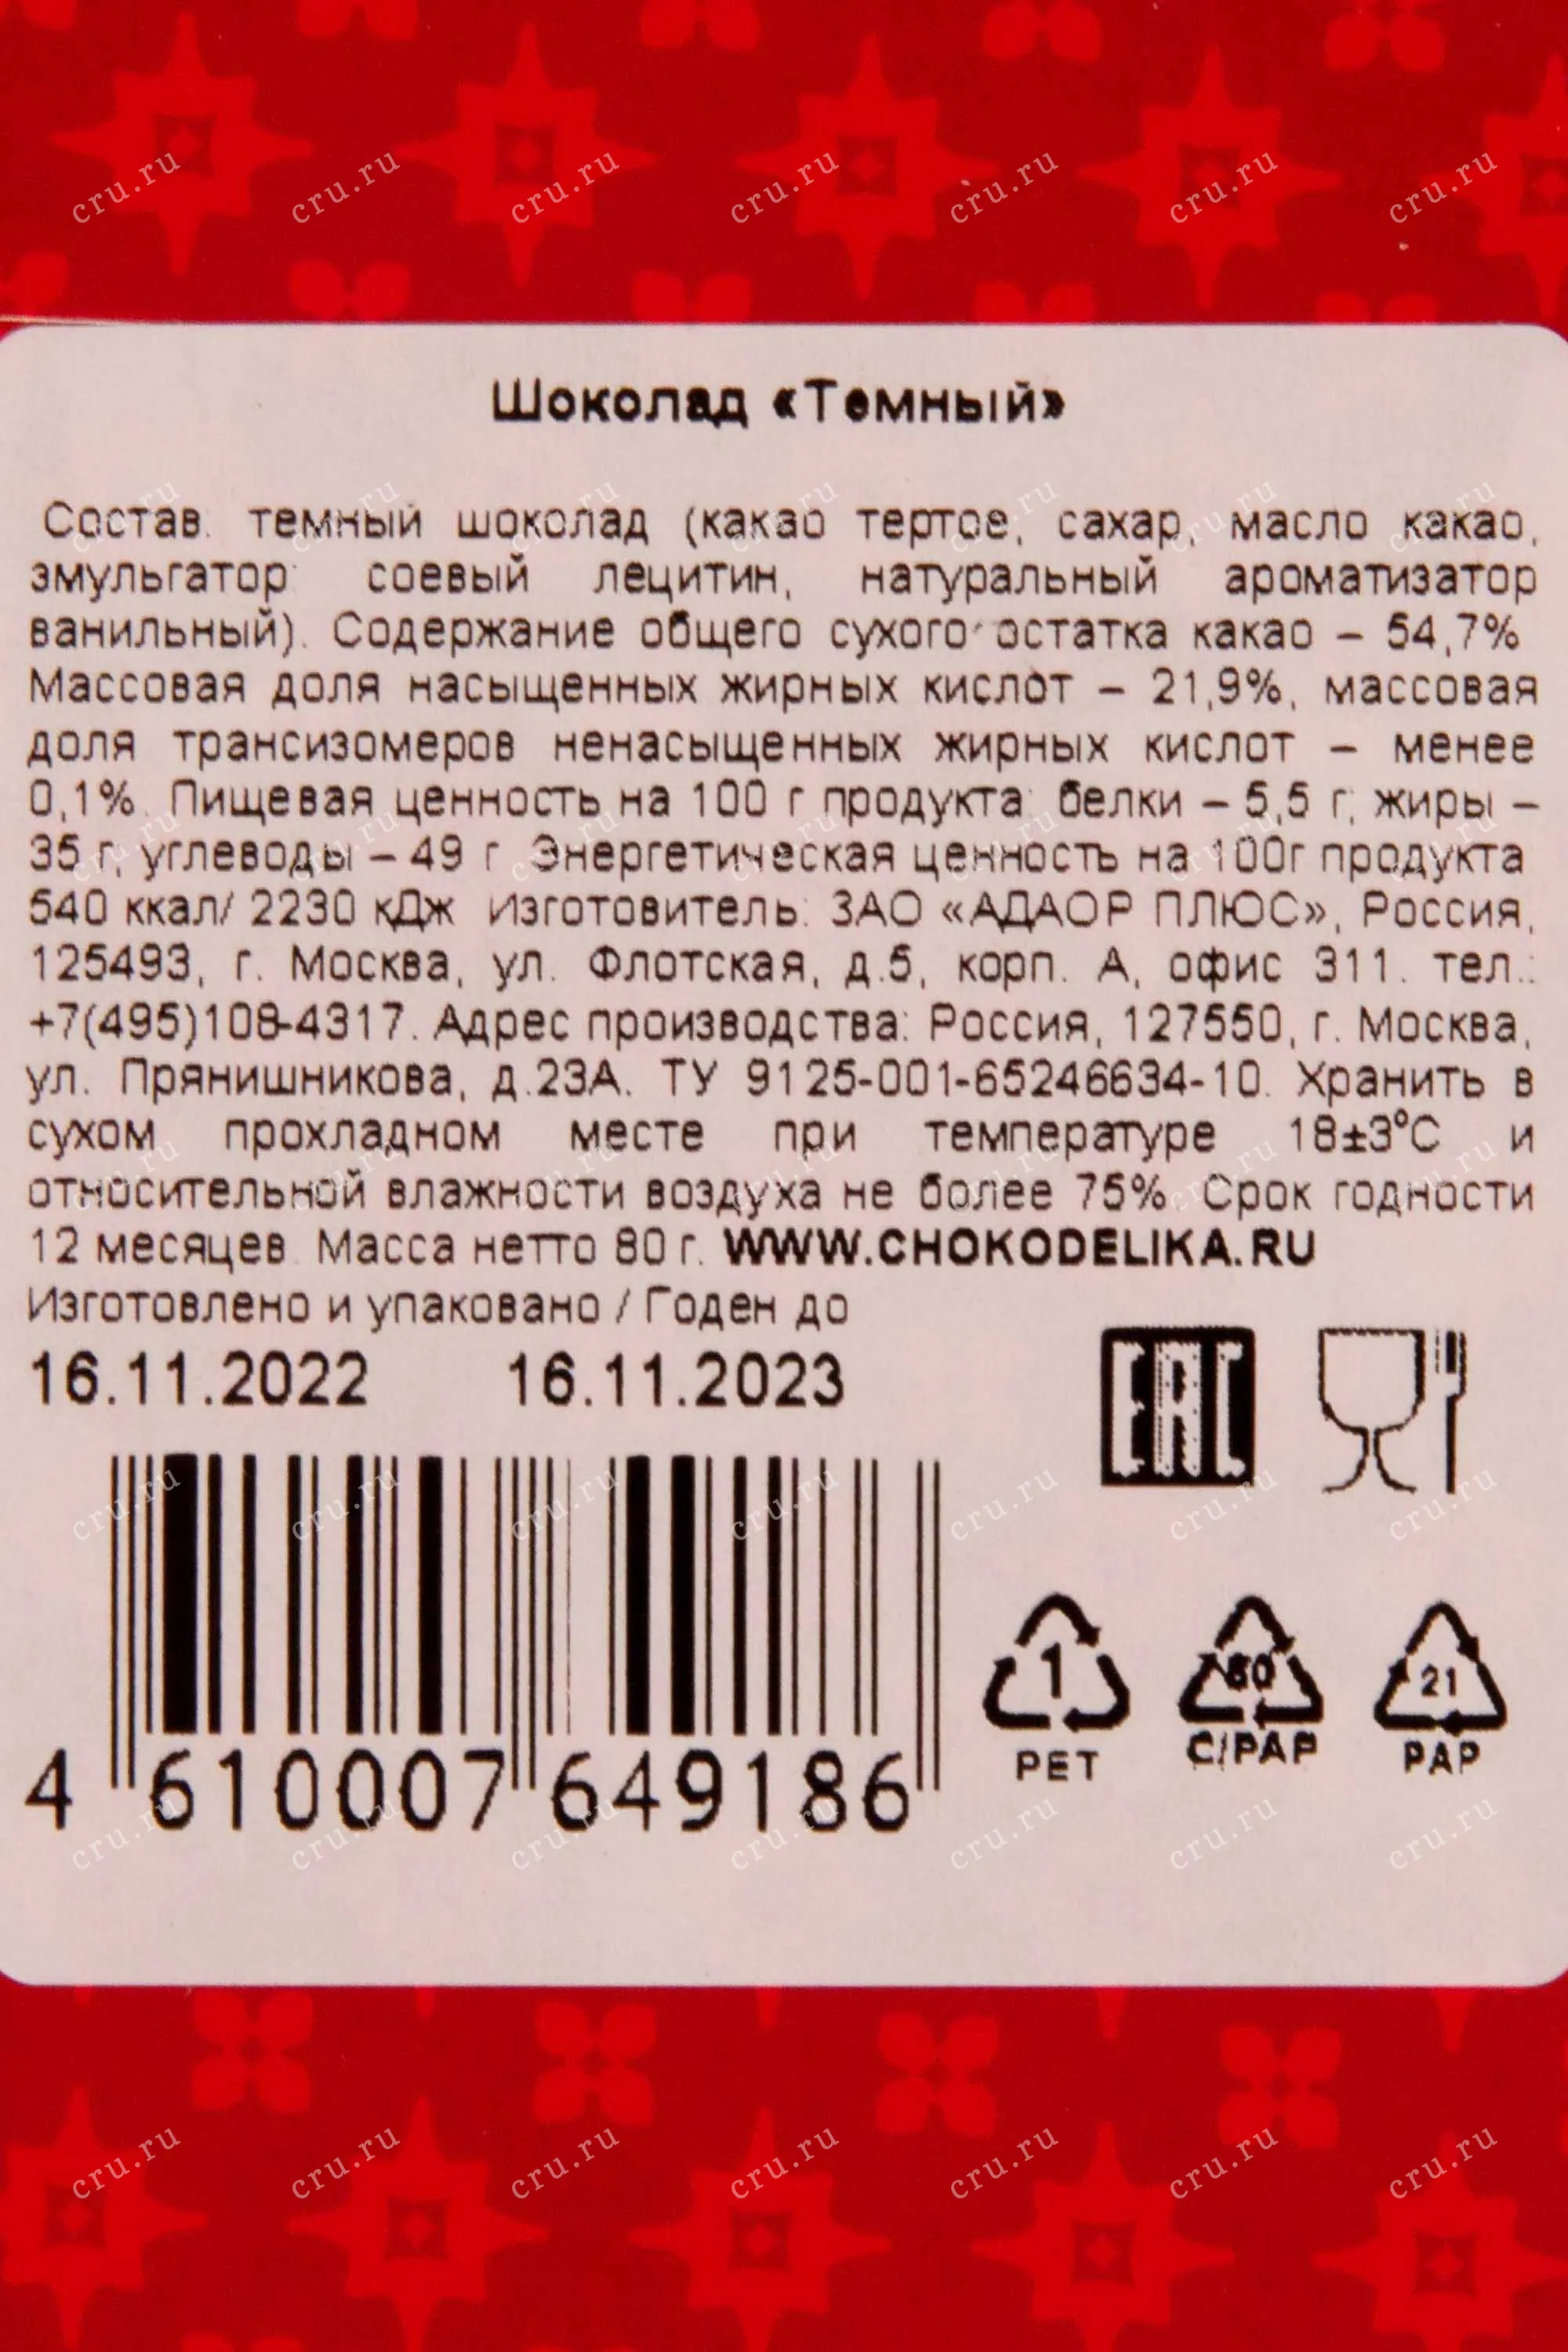 Шоколад «Темный»
Состав: темный шоколад (какао тертое, сахар, масло какао,
эмульгатор: соевый лецитин, натуральный ароматизатор
ванильный). Содержание общего сухого остатка какао – 54,7%
Массовая доля насыщенных жирных кислот – 21,9%, массовая
доля трансизомеров ненасыщенных жирных кислот – менее
0,1%. Пищевая ценность на 100 г продукта: белки – 5,5 г; жиры –
35 г; углеводы – 49 г. Энергетическая ценность на 100г продукта
540 ккал/ 2230 кДж Изготовитель: ЗАО «АДАОР ПЛЮС», Россия,
125493, г. Москва, ул. Флотская, д.5, корп. А, офис 311. тел.:
+7(495)108-4317. Адрес производства: Россия, 127550, г. Москва,
ул. Прянишникова, д.23А. ТУ 9125-001-65246634-10. Хранить в
сухом прохладном месте при температуре 18±3°С и
относительной влажности воздуха не более 75%. Срок годности
12 месяцев. Масса нетто 80 г. WWW.CHOKODELIKA.RU
Изготовлено и упаковано / Годен до
16.11.2022 16.11.2023
EAC
1 80 21
PET C/PAP PAP
4 610007 649186
cru.ru